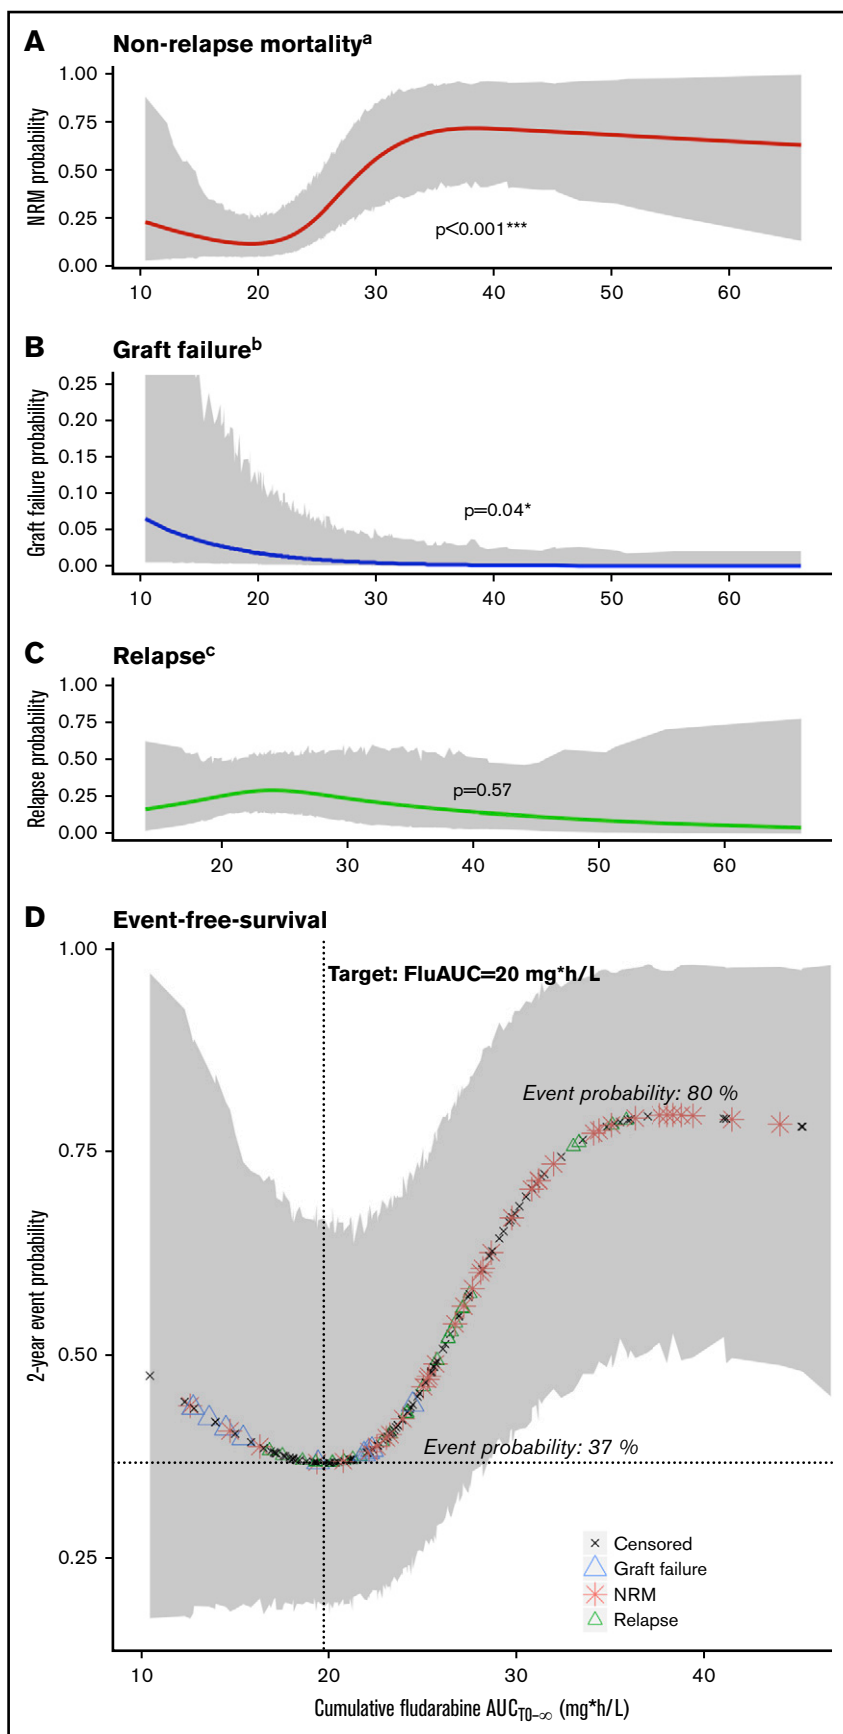 A Non-relapse mortalityᵃ
NRM probability
1.00
0.75
0.50
0.25
0.00
p<0.001***
10 20 30 40 50 60
B Graft failureᵇ
Graft failure probability
0.25
0.20
0.15
0.10
0.05
0.00
p=0.04*
10 20 30 40 50 60
C Relapseᶜ
Relapse probability
1.00
0.75
0.50
0.25
0.00
p=0.57
20 30 40 50 60
D Event-free-survival
2-year event probability
1.00
0.75
0.50
0.25
Target: FluAUC=20 mg*h/L
Event probability: 80 %
Event probability: 37 %
Censored
Graft failure
NRM
Relapse
10 20 30 40
Cumulative fludarabine AUCT0–∞ (mg*h/L)